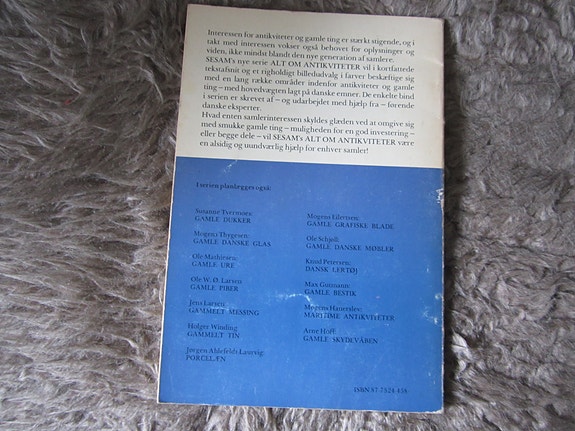 Interessen for antikviteter og gamle ting er stærkt stigende, og i
takt med interessen vokser også behovet for oplysninger og
viden, ikke mindst blandt den nye generation af samlere.
SESAM's nye serie ALT OM ANTIKVITETER vil i kortfattede
tekstafsnit og et righoldigt billedudvalg i farver beskæftige sig
med en lang række områder indenfor antikviteter og gamle
ting – med hovedvægten lagt på danske emner. De enkelte bind
i serien er skrevet af – og udarbejdet med hjælp fra – førende
danske eksperter.
Hvad enten samlerinteressen skyldes glæden ved at omgive sig
med smukke gamle ting – muligheden for en god investering –
eller begge dele – vil SESAM's ALT OM ANTIKVITETER være
en alsidig og uundværlig hjælp for enhver samler!
I serien planlægges også:
Susanne Tvermoes:
GAMLE DUKKER
Mogens Thygesen:
GAMLE DANSKE GLAS
Ole Mathiesen:
GAMLE URE
Ole W. Ø. Larsen
GAMLE PIBER
Jens Larsen:
GAMMELT MESSING
Holger Winding
GAMMELT TIN
Jørgen Ahlefeldt-Laurvig:
PORCELÆN
Mogens Eilertsen:
GAMLE GRAFISKE BLADE
Ole Schjøll:
GAMLE DANSKE MØBLER
Knud Petersen:
DANSK LERTØJ
Max Guttmann:
GAMLE BESTIK
Mogens Hauerslev:
MARITIME ANTIKVITETER
Arne Hoff:
GAMLE SKYDEVÅBEN
ISBN 87-7324-458-